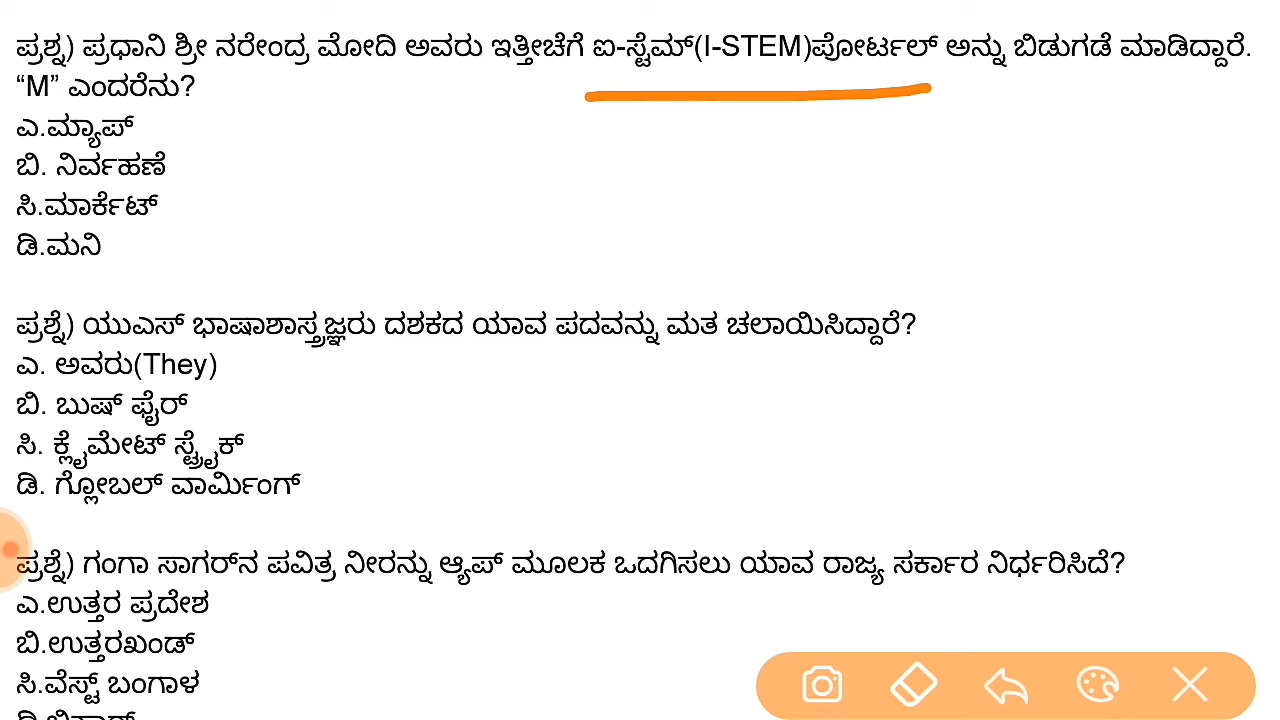 ಪ್ರಶ್ನ) ಪ್ರಧಾನಿ ಶ್ರೀ ನರೇಂದ್ರ ಮೋದಿ ಅವರು ಇತ್ತೀಚೆಗೆ ಐ-ಸ್ಟೆಮ್(I-STEM)ಪೋರ್ಟಲ್ ಅನ್ನು ಬಿಡುಗಡೆ ಮಾಡಿದ್ದಾರೆ.
“M” ಎಂದರೆನು?
ಎ.ಮ್ಯಾಪ್
ಬಿ. ನಿರ್ವಹಣೆ
ಸಿ.ಮಾರ್ಕೆಟ್
ಡಿ.ಮನಿ
ಪ್ರಶ್ನೆ) ಯುಎಸ್ ಭಾಷಾಶಾಸ್ತ್ರಜ್ಞರು ದಶಕದ ಯಾವ ಪದವನ್ನು ಮತ ಚಲಾಯಿಸಿದ್ದಾರೆ?
ಎ. ಅವರು(They)
ಬಿ. ಬುಷ್ ಫೈರ್
ಸಿ. ಕ್ಲೈಮೇಟ್ ಸ್ಟ್ರೈಕ್
ಡಿ. ಗ್ಲೋಬಲ್ ವಾರ್ಮಿಂಗ್
ಪ್ರಶ್ನೆ) ಗಂಗಾ ಸಾಗರ್‌ನ ಪವಿತ್ರ ನೀರನ್ನು ಆ್ಯಪ್ ಮೂಲಕ ಒದಗಿಸಲು ಯಾವ ರಾಜ್ಯ ಸರ್ಕಾರ ನಿರ್ಧರಿಸಿದೆ?
ಎ.ಉತ್ತರ ಪ್ರದೇಶ
ಬಿ.ಉತ್ತರಖಂಡ್
ಸಿ.ವೆಸ್ಟ್ ಬಂಗಾಳ